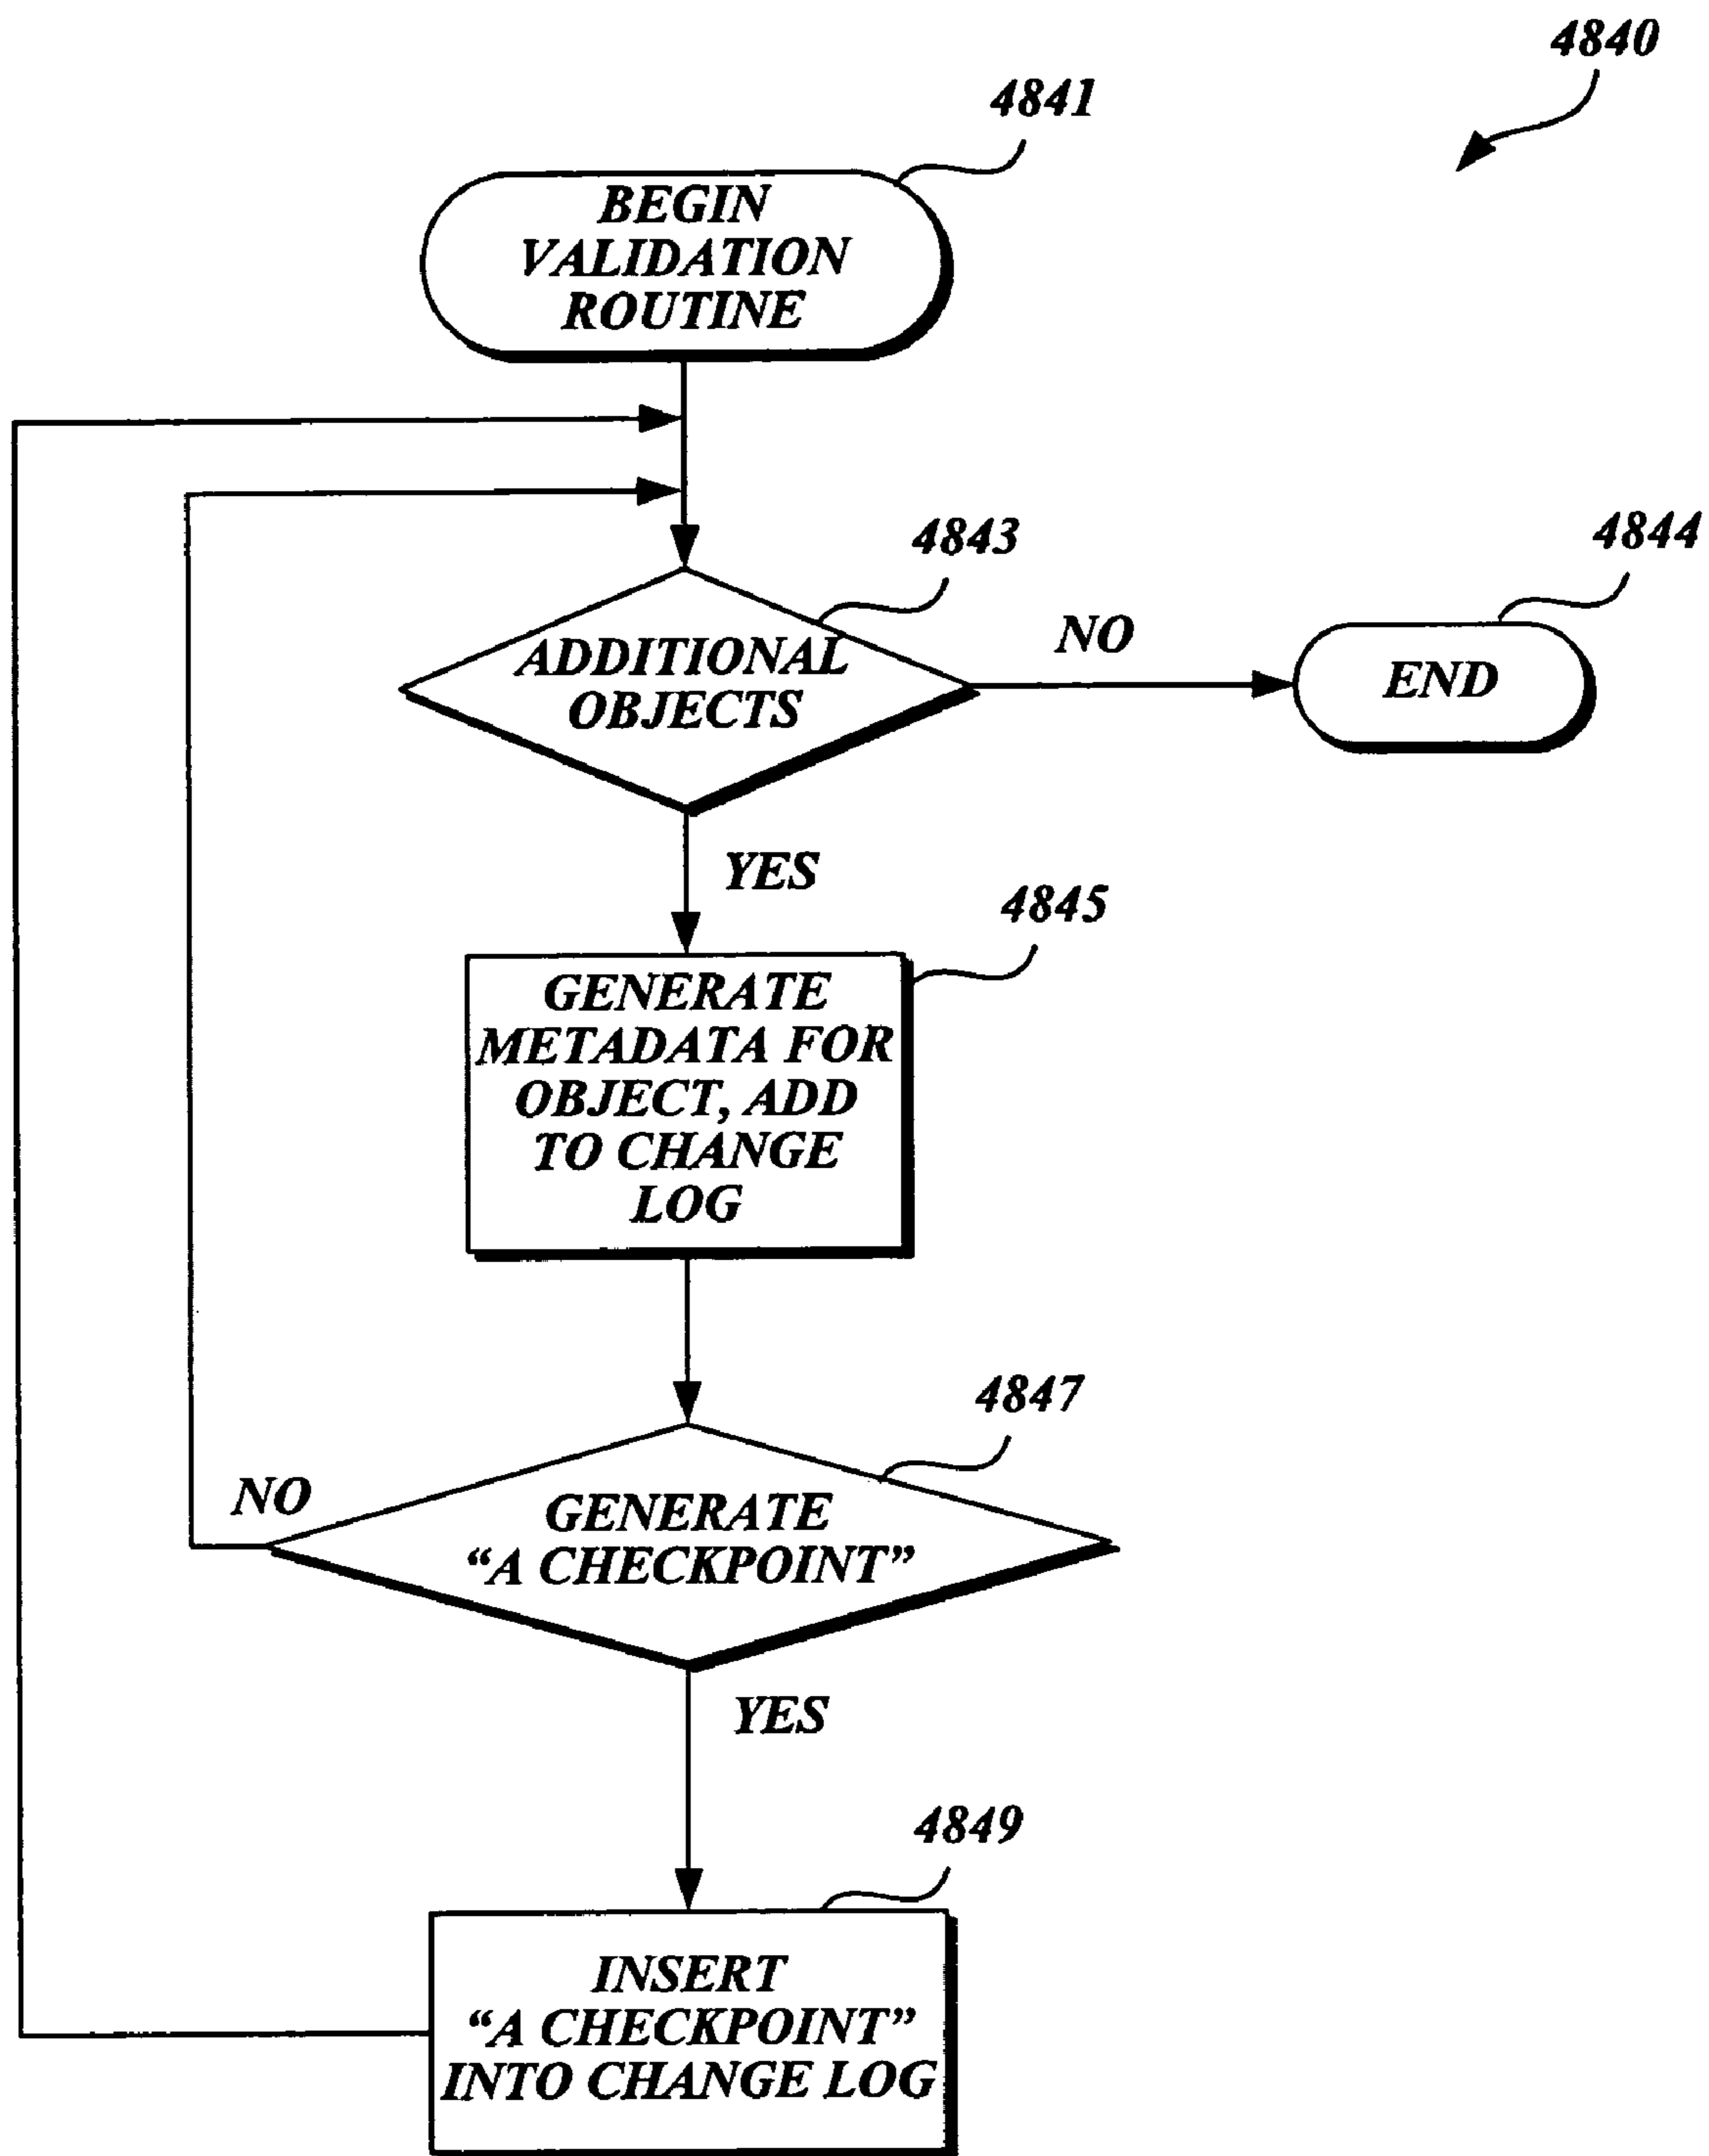 4840
4841
BEGIN
VALIDATION
ROUTINE
4843
4844
ADDITIONAL
OBJECTS
NO
END
YES
4845
GENERATE
METADATA FOR
OBJECT, ADD
TO CHANGE
LOG
4847
NO
GENERATE
“A CHECKPOINT”
YES
4849
INSERT
“A CHECKPOINT”
INTO CHANGE LOG